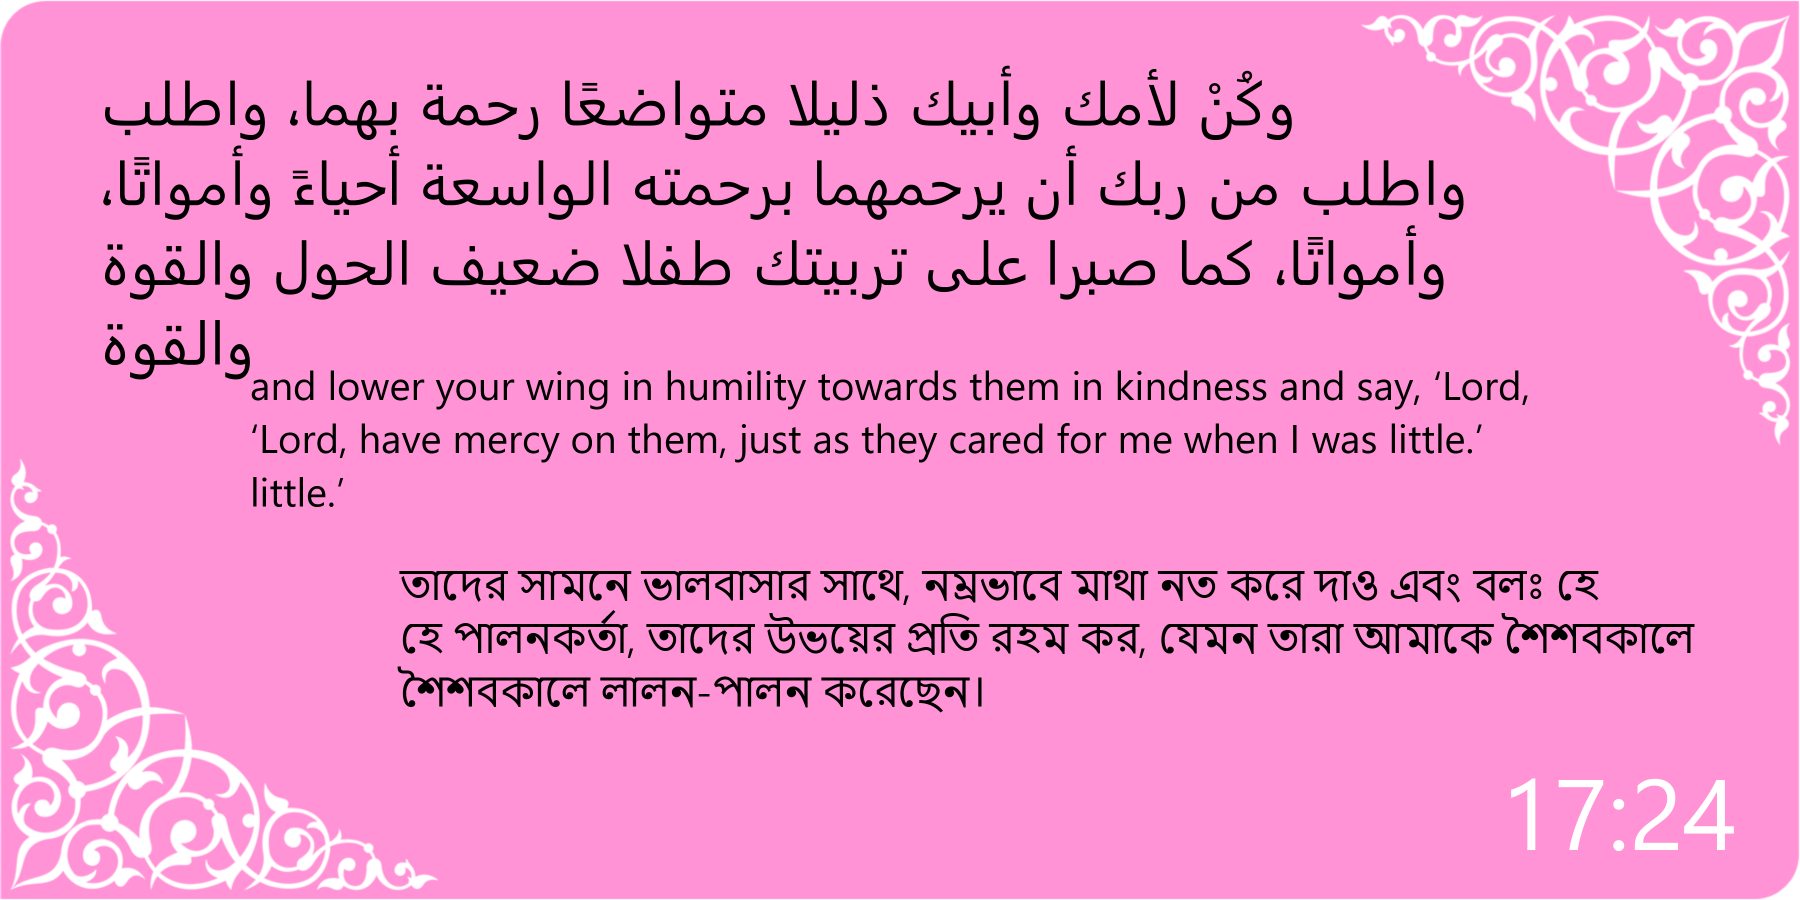 وكُنْ لأمك وأبيك ذليلا متواضعًا رحمة بهما، واطلب
واطلب من ربك أن يرحمهما برحمته الواسعة أحياءً وأمواتًا،
وأمواتًا، كما صبرا على تربيتك طفلا ضعيف الحول والقوة
والقوة
and lower your wing in humility towards them in kindness and say, ‘Lord,
‘Lord, have mercy on them, just as they cared for me when I was little.’
little.’
তাদের সামনে ভালবাসার সাথে, নম্রভাবে মাথা নত করে দাও এবং বলঃ হে
হে পালনকর্তা, তাদের উভয়ের প্রতি রহম কর, যেমন তারা আমাকে শৈশবকালে
শৈশবকালে লালন-পালন করেছেন।
17:24